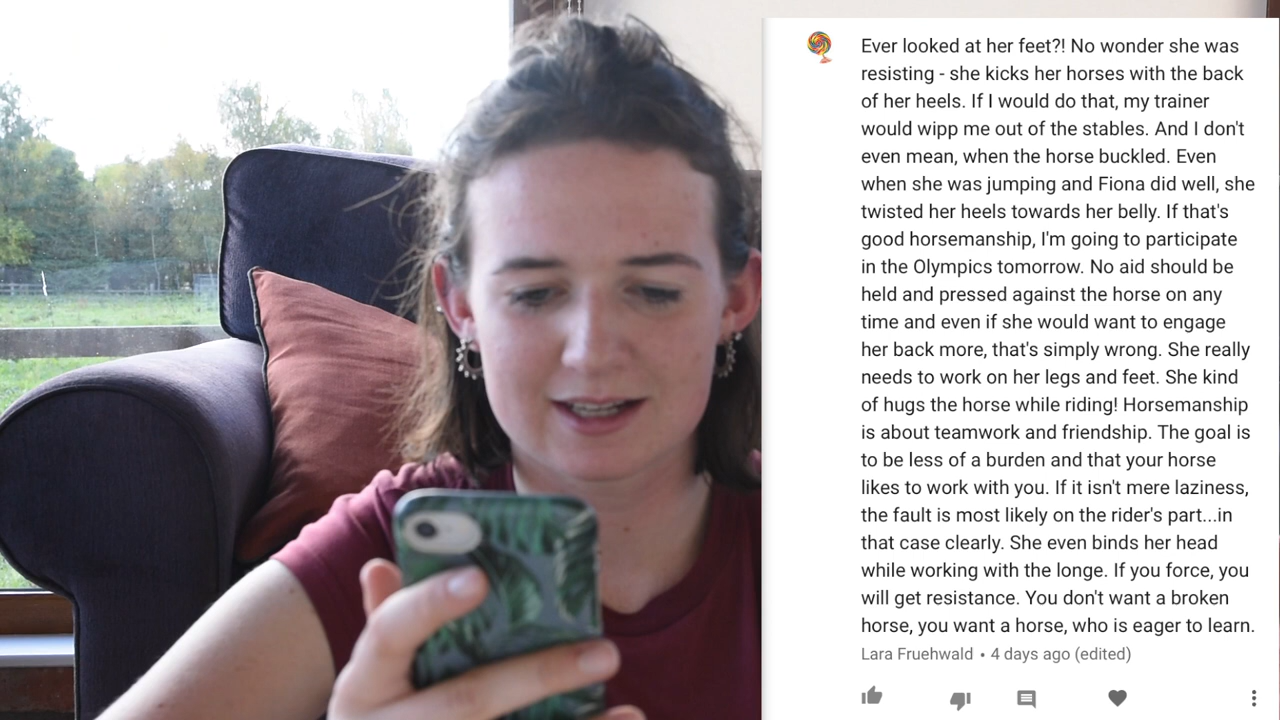 Ever looked at her feet?! No wonder she was
resisting - she kicks her horses with the back
of her heels. If I would do that, my trainer
would wipp me out of the stables. And I don't
even mean, when the horse buckled. Even
when she was jumping and Fiona did well, she
twisted her heels towards her belly. If that's
good horsemanship, I'm going to participate
in the Olympics tomorrow. No aid should be
held and pressed against the horse on any
time and even if she would want to engage
her back more, that's simply wrong. She really
needs to work on her legs and feet. She kind
of hugs the horse while riding! Horsemanship
is about teamwork and friendship. The goal is
to be less of a burden and that your horse
likes to work with you. If it isn't mere laziness,
the fault is most likely on the rider's part...in
that case clearly. She even binds her head
while working with the longe. If you force, you
will get resistance. You don't want a broken
horse, you want a horse, who is eager to learn.
Lara Fruehwald • 4 days ago (edited)